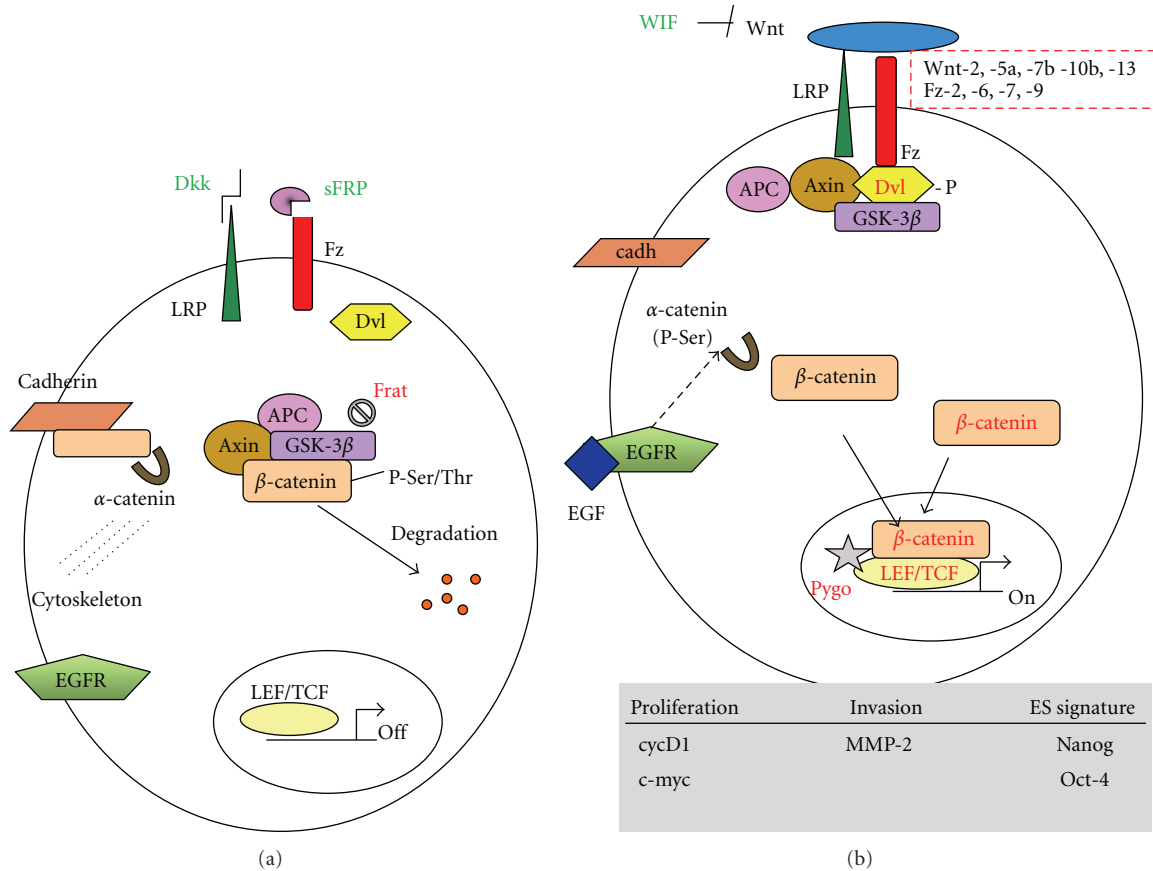 Dkk
sFRP
Fz
LRP
Dvl
Cadherin
α-catenin
Cytoskeleton
APC
Frat
Axin
GSK-3β
β-catenin
P-Ser/Thr
Degradation
EGFR
LEF/TCF
Off
(a)
WIF
Wnt
Wnt-2, -5a, -7b -10b, -13
Fz-2, -6, -7, -9
LRP
Fz
APC
Axin
Dvl
- P
GSK-3β
cadh
α-catenin
(P-Ser)
β-catenin
β-catenin
EGFR
EGF
β-catenin
LEF/TCF
Pygo
On
Proliferation Invasion ES signature
cycD1 MMP-2 Nanog
c-myc Oct-4
(b)